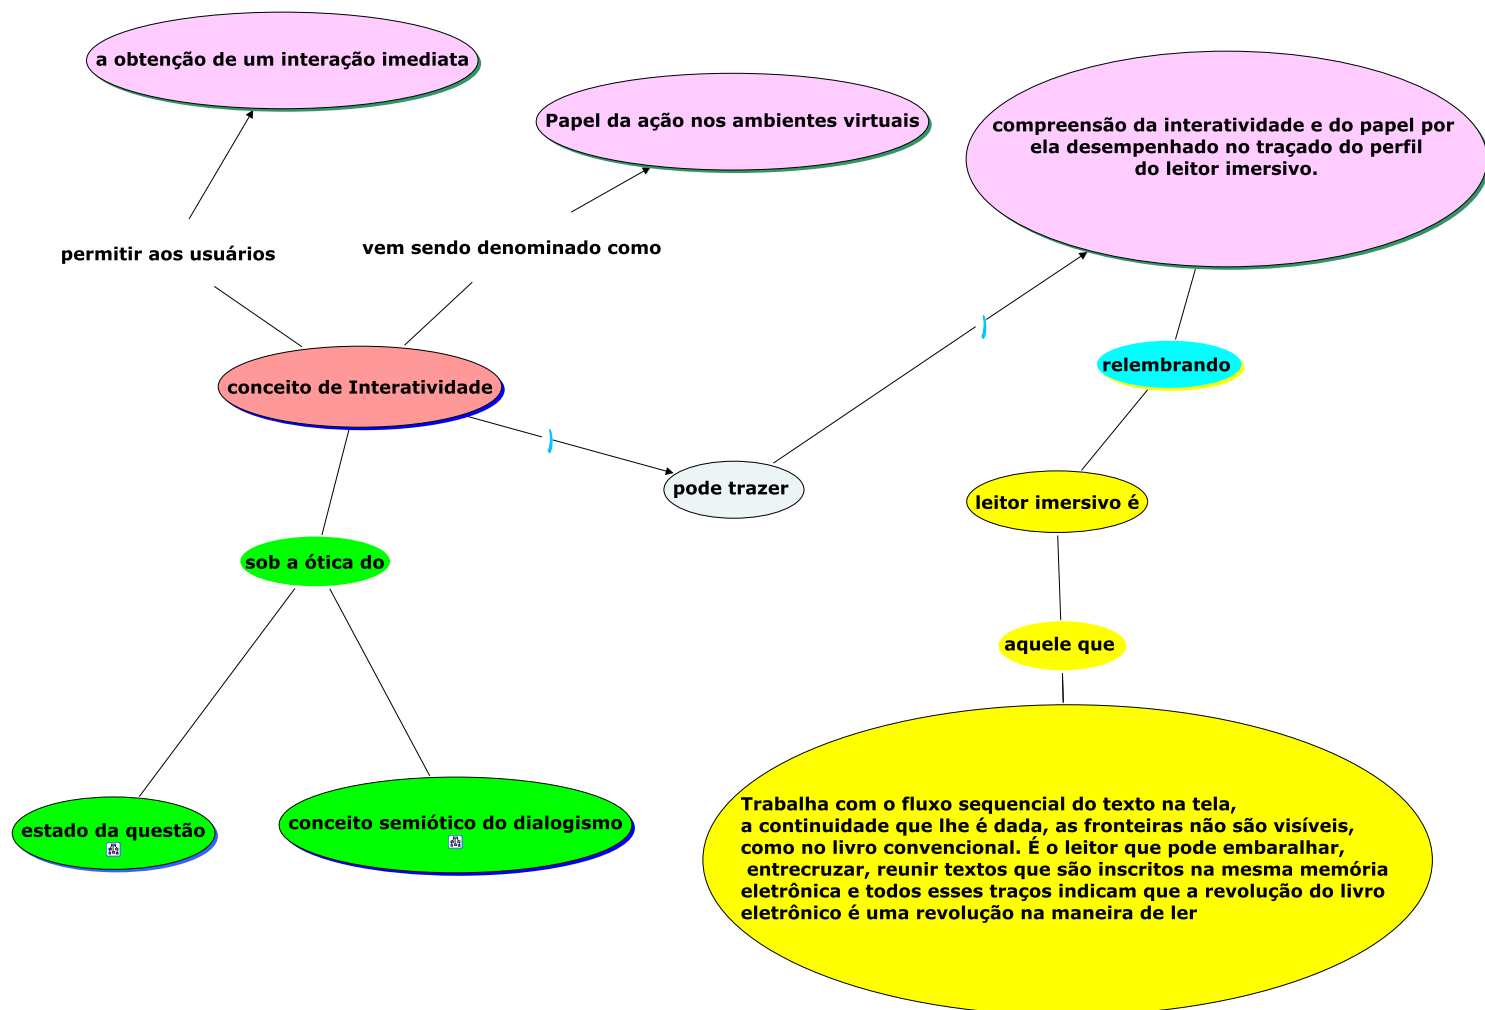 a obtenção de um interação imediata
Papel da ação nos ambientes virtuais
compreensão da interatividade e do papel por
ela desempenhado no traçado do perfil
do leitor imersivo.
permitir aos usuários
vem sendo denominado como
relembrando
conceito de Interatividade
pode trazer
leitor imersivo é
sob a ótica do
aquele que
estado da questão
conceito semiótico do dialogismo
Trabalha com o fluxo sequencial do texto na tela,
a continuidade que lhe é dada, as fronteiras não são visíveis,
como no livro convencional. É o leitor que pode embaralhar,
entrecruzar, reunir textos que são inscritos na mesma memória
eletrônica e todos esses traços indicam que a revolução do livro
eletrônico é uma revolução na maneira de ler